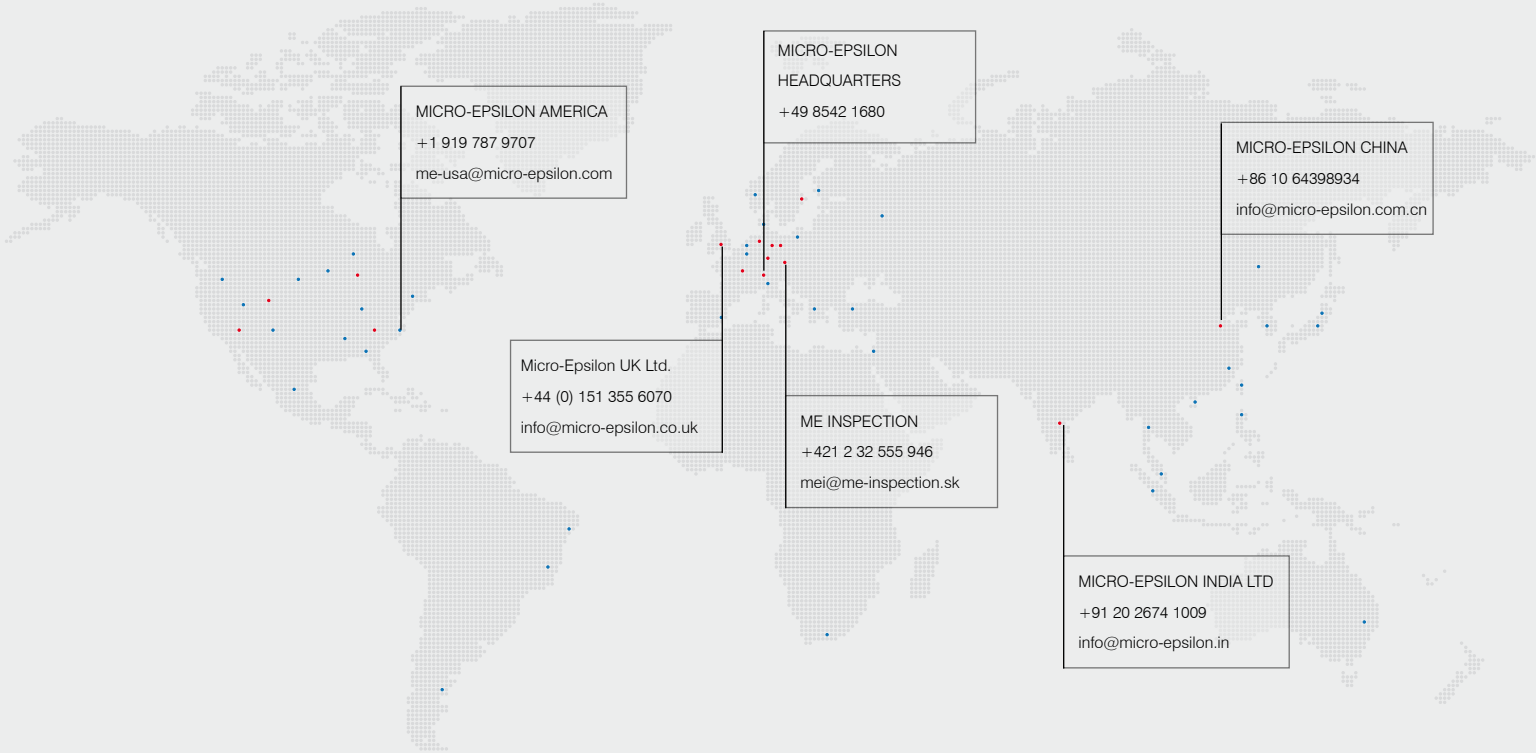 MICRO-EPSILON
HEADQUARTERS
+49 8542 1680
MICRO-EPSILON AMERICA
+1 919 787 9707
me-usa@micro-epsilon.com
MICRO-EPSILON CHINA
+86 10 64398934
info@micro-epsilon.com.cn
Micro-Epsilon UK Ltd.
+44 (0) 151 355 6070
info@micro-epsilon.co.uk
ME INSPECTION
+421 2 32 555 946
mei@me-inspection.sk
MICRO-EPSILON INDIA LTD
+91 20 2674 1009
info@micro-epsilon.in